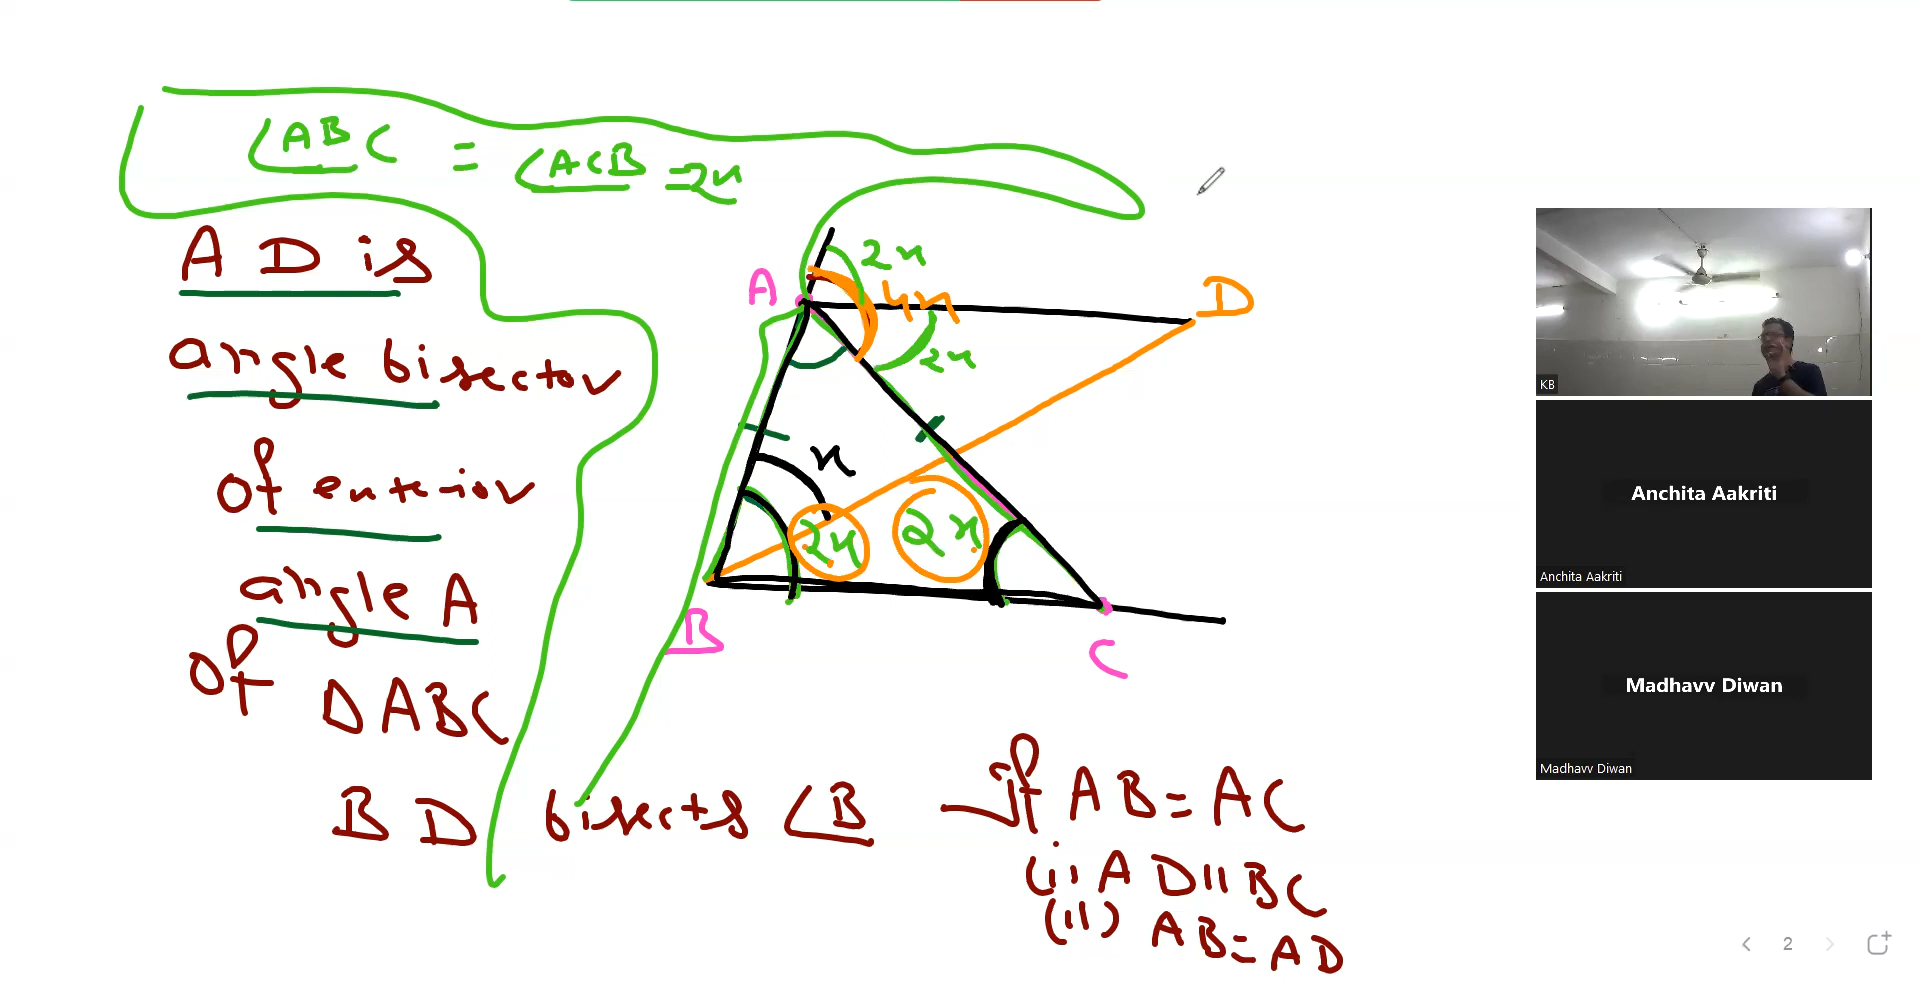 ∠ABC = ∠ACB = 2x
AD is
angle bisector
of exterior
angle A
of △ABC
BD bisects ∠B
If AB = AC
(i) AD || BC
(ii) AB = AD
A
2x
4x
2x
D
x
2x
2x
B
C
KB
Anchita Aakriti
Anchita Aakriti
Madhavv Diwan
Madhavv Diwan
2